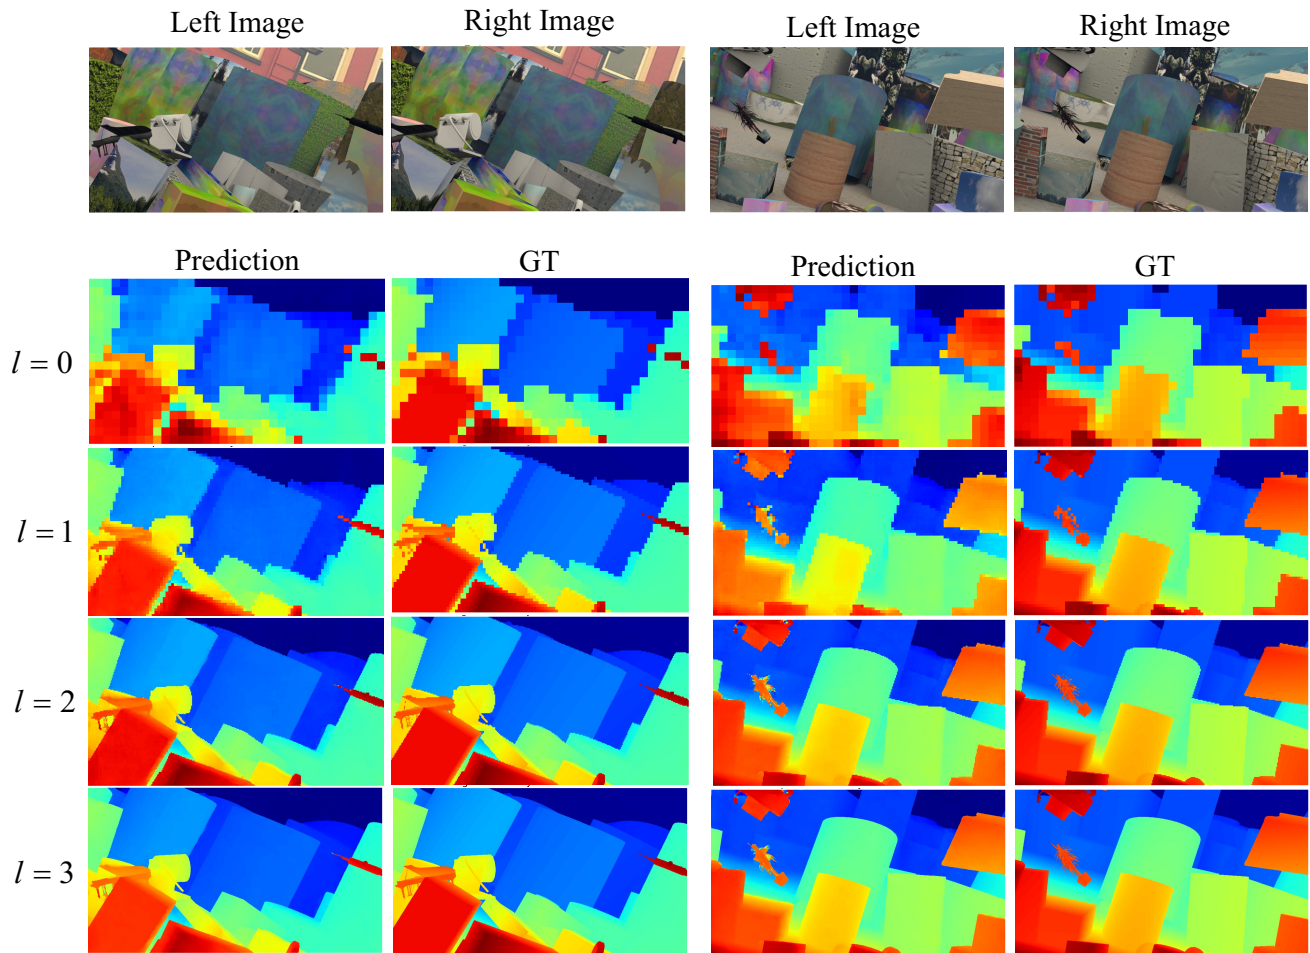 Left Image Right Image Left Image Right Image
Prediction GT Prediction GT
l = 0
l = 1
l = 2
l = 3